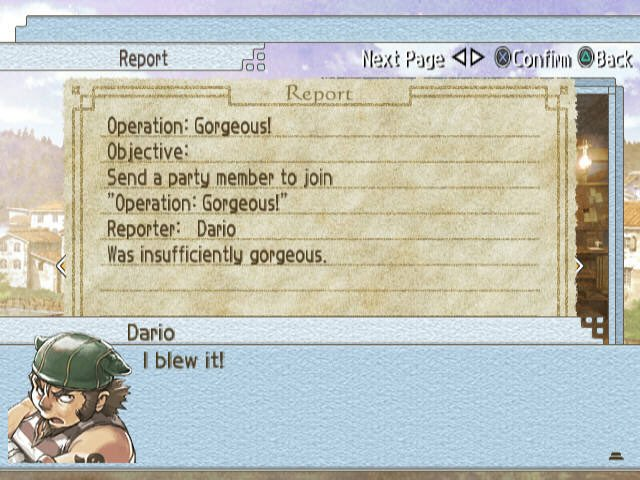 Report
Next Page ◁▷ ⓧConfirm △Back
Report
Operation: Gorgeous!
Objective:
Send a party member to join
"Operation: Gorgeous!"
Reporter: Dario
Was insufficiently gorgeous.
Dario
I blew it!